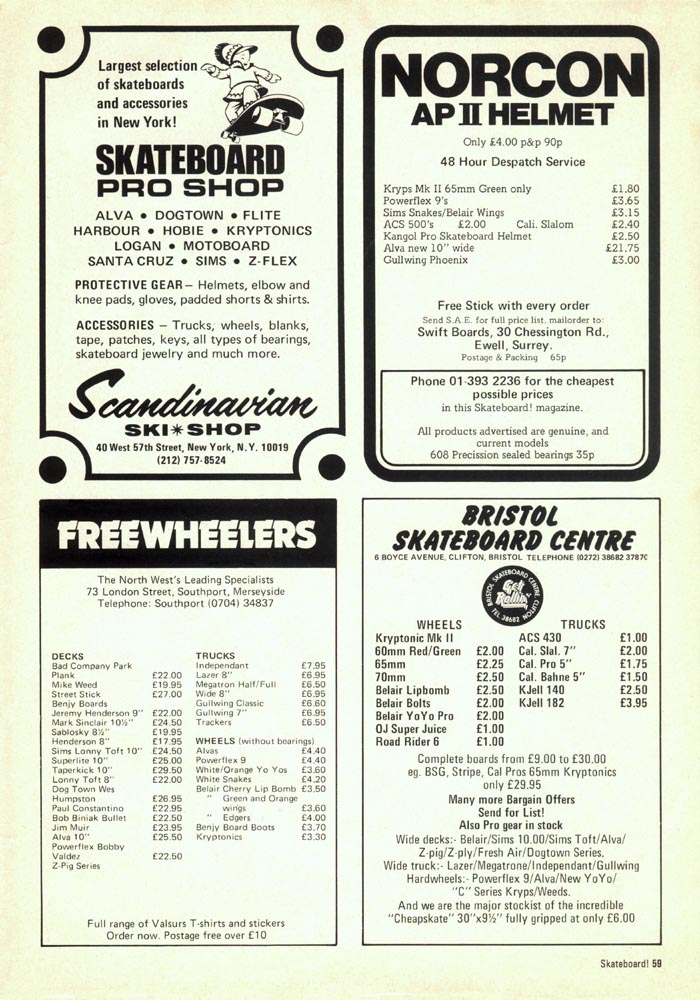 Largest selection
of skateboards
and accessories
in New York!
SKATEBOARD
PRO SHOP
ALVA • DOGTOWN • FLITE
HARBOUR • HOBIE • KRYPTONICS
LOGAN • MOTOBOARD
SANTA CRUZ • SIMS • Z-FLEX
PROTECTIVE GEAR – Helmets, elbow and
knee pads, gloves, padded shorts & shirts.
ACCESSORIES – Trucks, wheels, blanks,
tape, patches, keys, all types of bearings,
skateboard jewelry and much more.
Scandinavian
SKI✴SHOP
40 West 57th Street, New York, N.Y. 10019
(212) 757-8524
NORCON
AP II HELMET
Only £4.00 p&p 90p
48 Hour Despatch Service
Kryps Mk II 65mm Green only £1.80
Powerflex 9's £3.65
Sims Snakes/Belair Wings £3.15
ACS 500's £2.00 Cali. Slalom £2.40
Kangol Pro Skateboard Helmet £2.50
Alva new 10" wide £21.75
Gullwing Phoenix £3.00
Free Stick with every order
Send S.A.E. for full price list, mailorder to:
Swift Boards, 30 Chessington Rd.,
Ewell, Surrey.
Postage & Packing 65p
Phone 01-393 2236 for the cheapest
possible prices
in this Skateboard! magazine.
All products advertised are genuine, and
current models
608 Precission sealed bearings 35p
FREEWHEELERS
The North West's Leading Specialists
73 London Street, Southport, Merseyside
Telephone: Southport (0704) 34837
DECKS
Bad Company Park
Plank £22.00
Mike Weed £19.95
Street Stick £27.00
Benjy Boards
Jeremy Henderson 9" £22.00
Mark Sinclair 10½" £24.50
Sablosky 8½" £19.95
Henderson 8" £17.95
Sims Lonny Toft 10" £24.50
Superlite 10" £25.00
Taperkick 10" £29.50
Lonny Toft 8" £22.00
Dog Town Wes
Humpston £26.95
Paul Constantino £22.95
Bob Biniak Bullet £22.50
Jim Muir £23.95
Alva 10" £25.50
Powerflex Bobby
Valdez £22.50
Z-Pig Series
TRUCKS
Independant £7.95
Lazer 8" £6.95
Megatron Half/Full £6.50
Wide 8" £6.95
Gullwing Classic £6.60
Gullwing 7" £6.95
Trackers £6.50
WHEELS (without bearings)
Alvas £4.40
Powerflex 9 £4.40
White/Orange Yo Yos £3.60
White Snakes £4.20
Belair Cherry Lip Bomb £3.50
" Green and Orange
wings £3.60
" Edgers £4.00
Benjy Board Boots £3.70
Kryptonics £3.30
Full range of Valsurs T-shirts and stickers
Order now. Postage free over £10
BRISTOL
SKATEBOARD CENTRE
6 BOYCE AVENUE, CLIFTON, BRISTOL TELEPHONE (0272) 38682 37870
BRISTOL SKATEBOARD CENTRE CLIFTON
Get Rollin'
TEL 38682
WHEELS
Kryptonic Mk II
60mm Red/Green £2.00
65mm £2.25
70mm £2.50
Belair Lipbomb £2.50
Belair Bolts £2.00
Belair YoYo Pro £2.00
OJ Super Juice £1.00
Road Rider 6 £1.00
TRUCKS
ACS 430 £1.00
Cal. Slal. 7" £2.00
Cal. Pro 5" £1.75
Cal. Bahne 5" £1.50
KJell 140 £2.50
KJell 182 £3.95
Complete boards from £9.00 to £30.00
eg. BSG, Stripe, Cal Pros 65mm Kryptonics
only £29.95
Many more Bargain Offers
Send for List!
Also Pro gear in stock
Wide decks:- Belair/Sims 10.00/Sims Toft/Alva/
Z-pig/Z-ply/Fresh Air/Dogtown Series.
Wide truck:- Lazer/Megatrone/Independant/Gullwing
Hardwheels:- Powerflex 9/Alva/New YoYo/
"C" Series Kryps/Weeds.
And we are the major stockist of the incredible
"Cheapskate" 30"x9½" fully gripped at only £6.00
Skateboard! 59